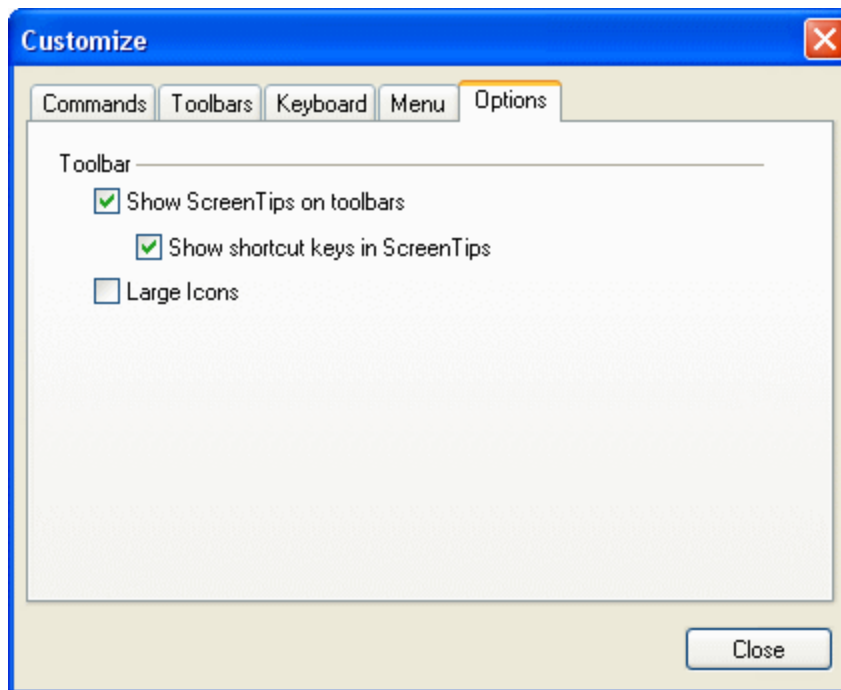 Customize
Commands Toolbars Keyboard Menu Options
Toolbar
Show ScreenTips on toolbars
Show shortcut keys in ScreenTips
Large Icons
Close